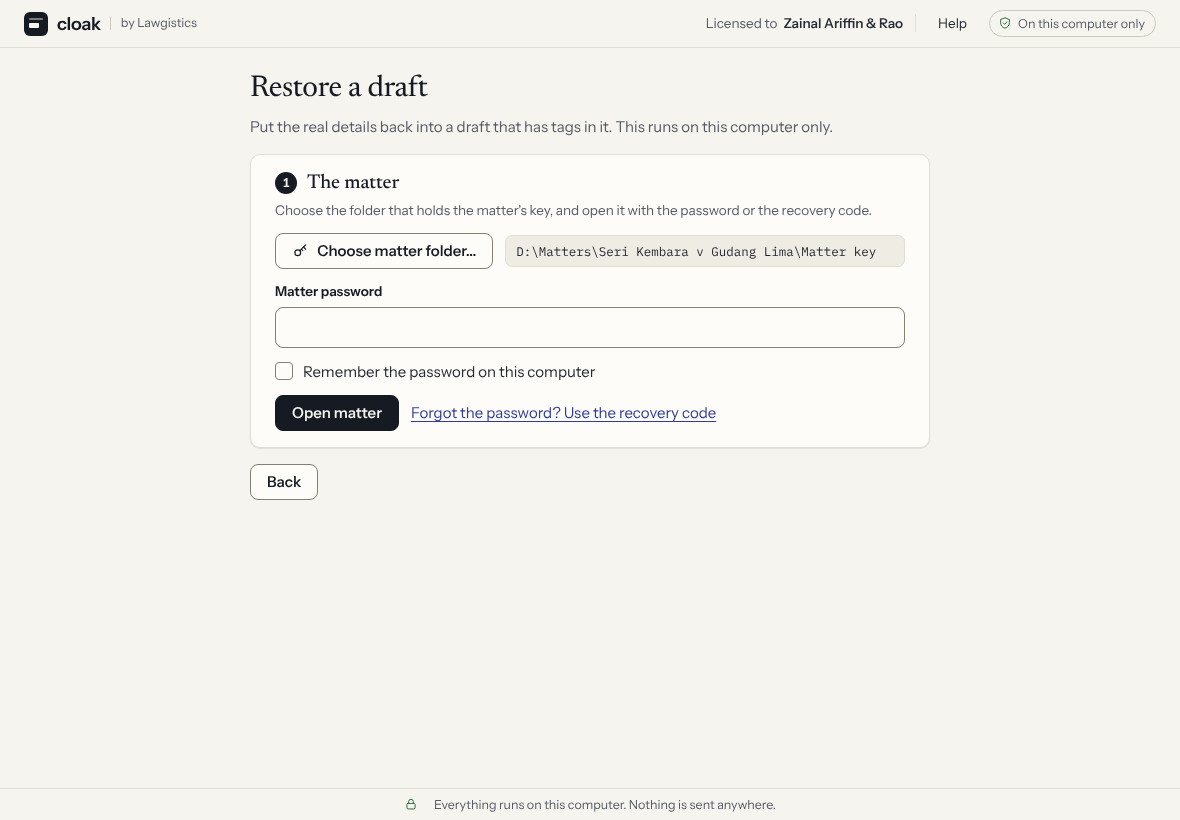 cloak by Lawgistics
Licensed to Zainal Ariffin & Rao Help On this computer only
Restore a draft
Put the real details back into a draft that has tags in it. This runs on this computer only.
1 The matter
Choose the folder that holds the matter's key, and open it with the password or the recovery code.
Choose matter folder... D:\Matters\Seri Kembara v Gudang Lima\Matter key
Matter password
Remember the password on this computer
Open matter Forgot the password? Use the recovery code
Back
Everything runs on this computer. Nothing is sent anywhere.